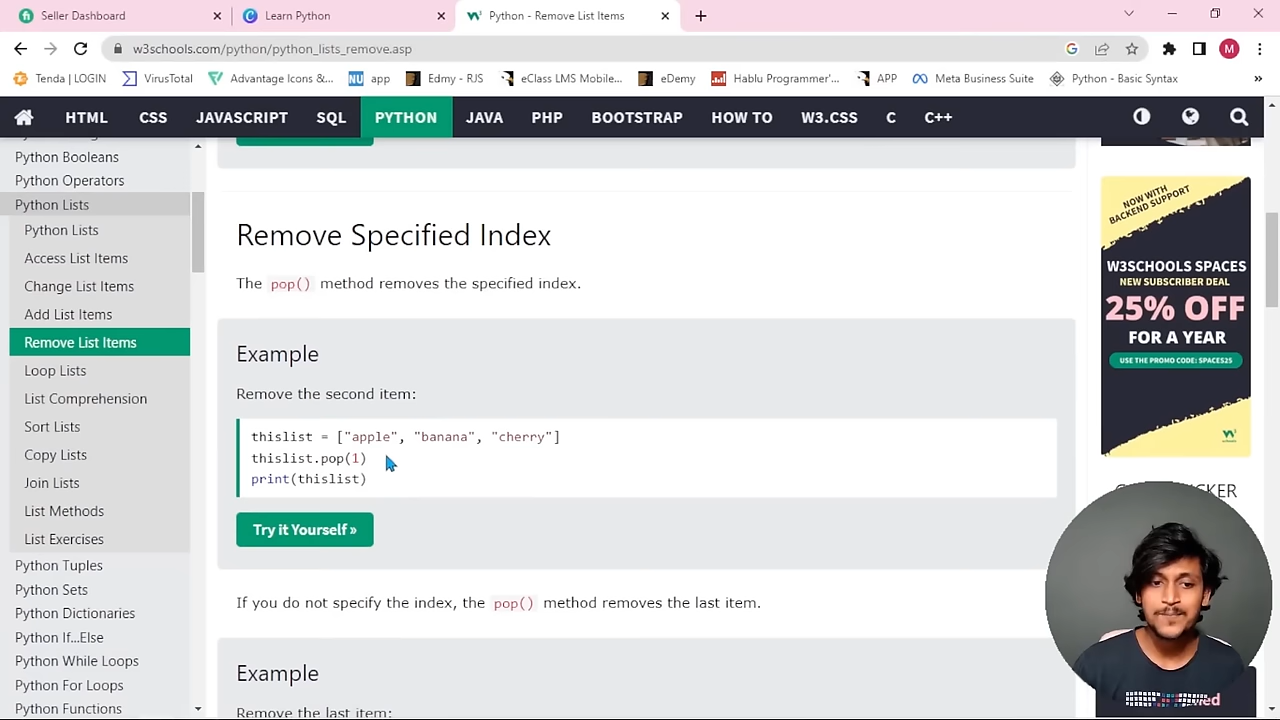 Seller Dashboard
Learn Python
Python - Remove List Items
w3schools.com/python/python_lists_remove.asp
M
Tenda | LOGIN
VirusTotal
Advantage Icons &...
NU app
Edmy - RJS
eClass LMS Mobile...
eDemy
Hablu Programmer'...
APP
Meta Business Suite
Python - Basic Syntax
»
HTML
CSS
JAVASCRIPT
SQL
PYTHON
JAVA
PHP
BOOTSTRAP
HOW TO
W3.CSS
C
C++
Python Booleans
Python Operators
Python Lists
Python Lists
Access List Items
Change List Items
Add List Items
Remove List Items
Loop Lists
List Comprehension
Sort Lists
Copy Lists
Join Lists
List Methods
List Exercises
Python Tuples
Python Sets
Python Dictionaries
Python If...Else
Python While Loops
Python For Loops
Python Functions
Remove Specified Index
The pop() method removes the specified index.
Example
Remove the second item:
thislist = ["apple", "banana", "cherry"]
thislist.pop(1)
print(thislist)
Try it Yourself »
If you do not specify the index, the pop() method removes the last item.
Example
Remove the last item:
NOW WITH
BACKEND SUPPORT
W3SCHOOLS SPACES
NEW SUBSCRIBER DEAL
25% OFF
FOR A YEAR
USE THE PROMO CODE: SPACES25